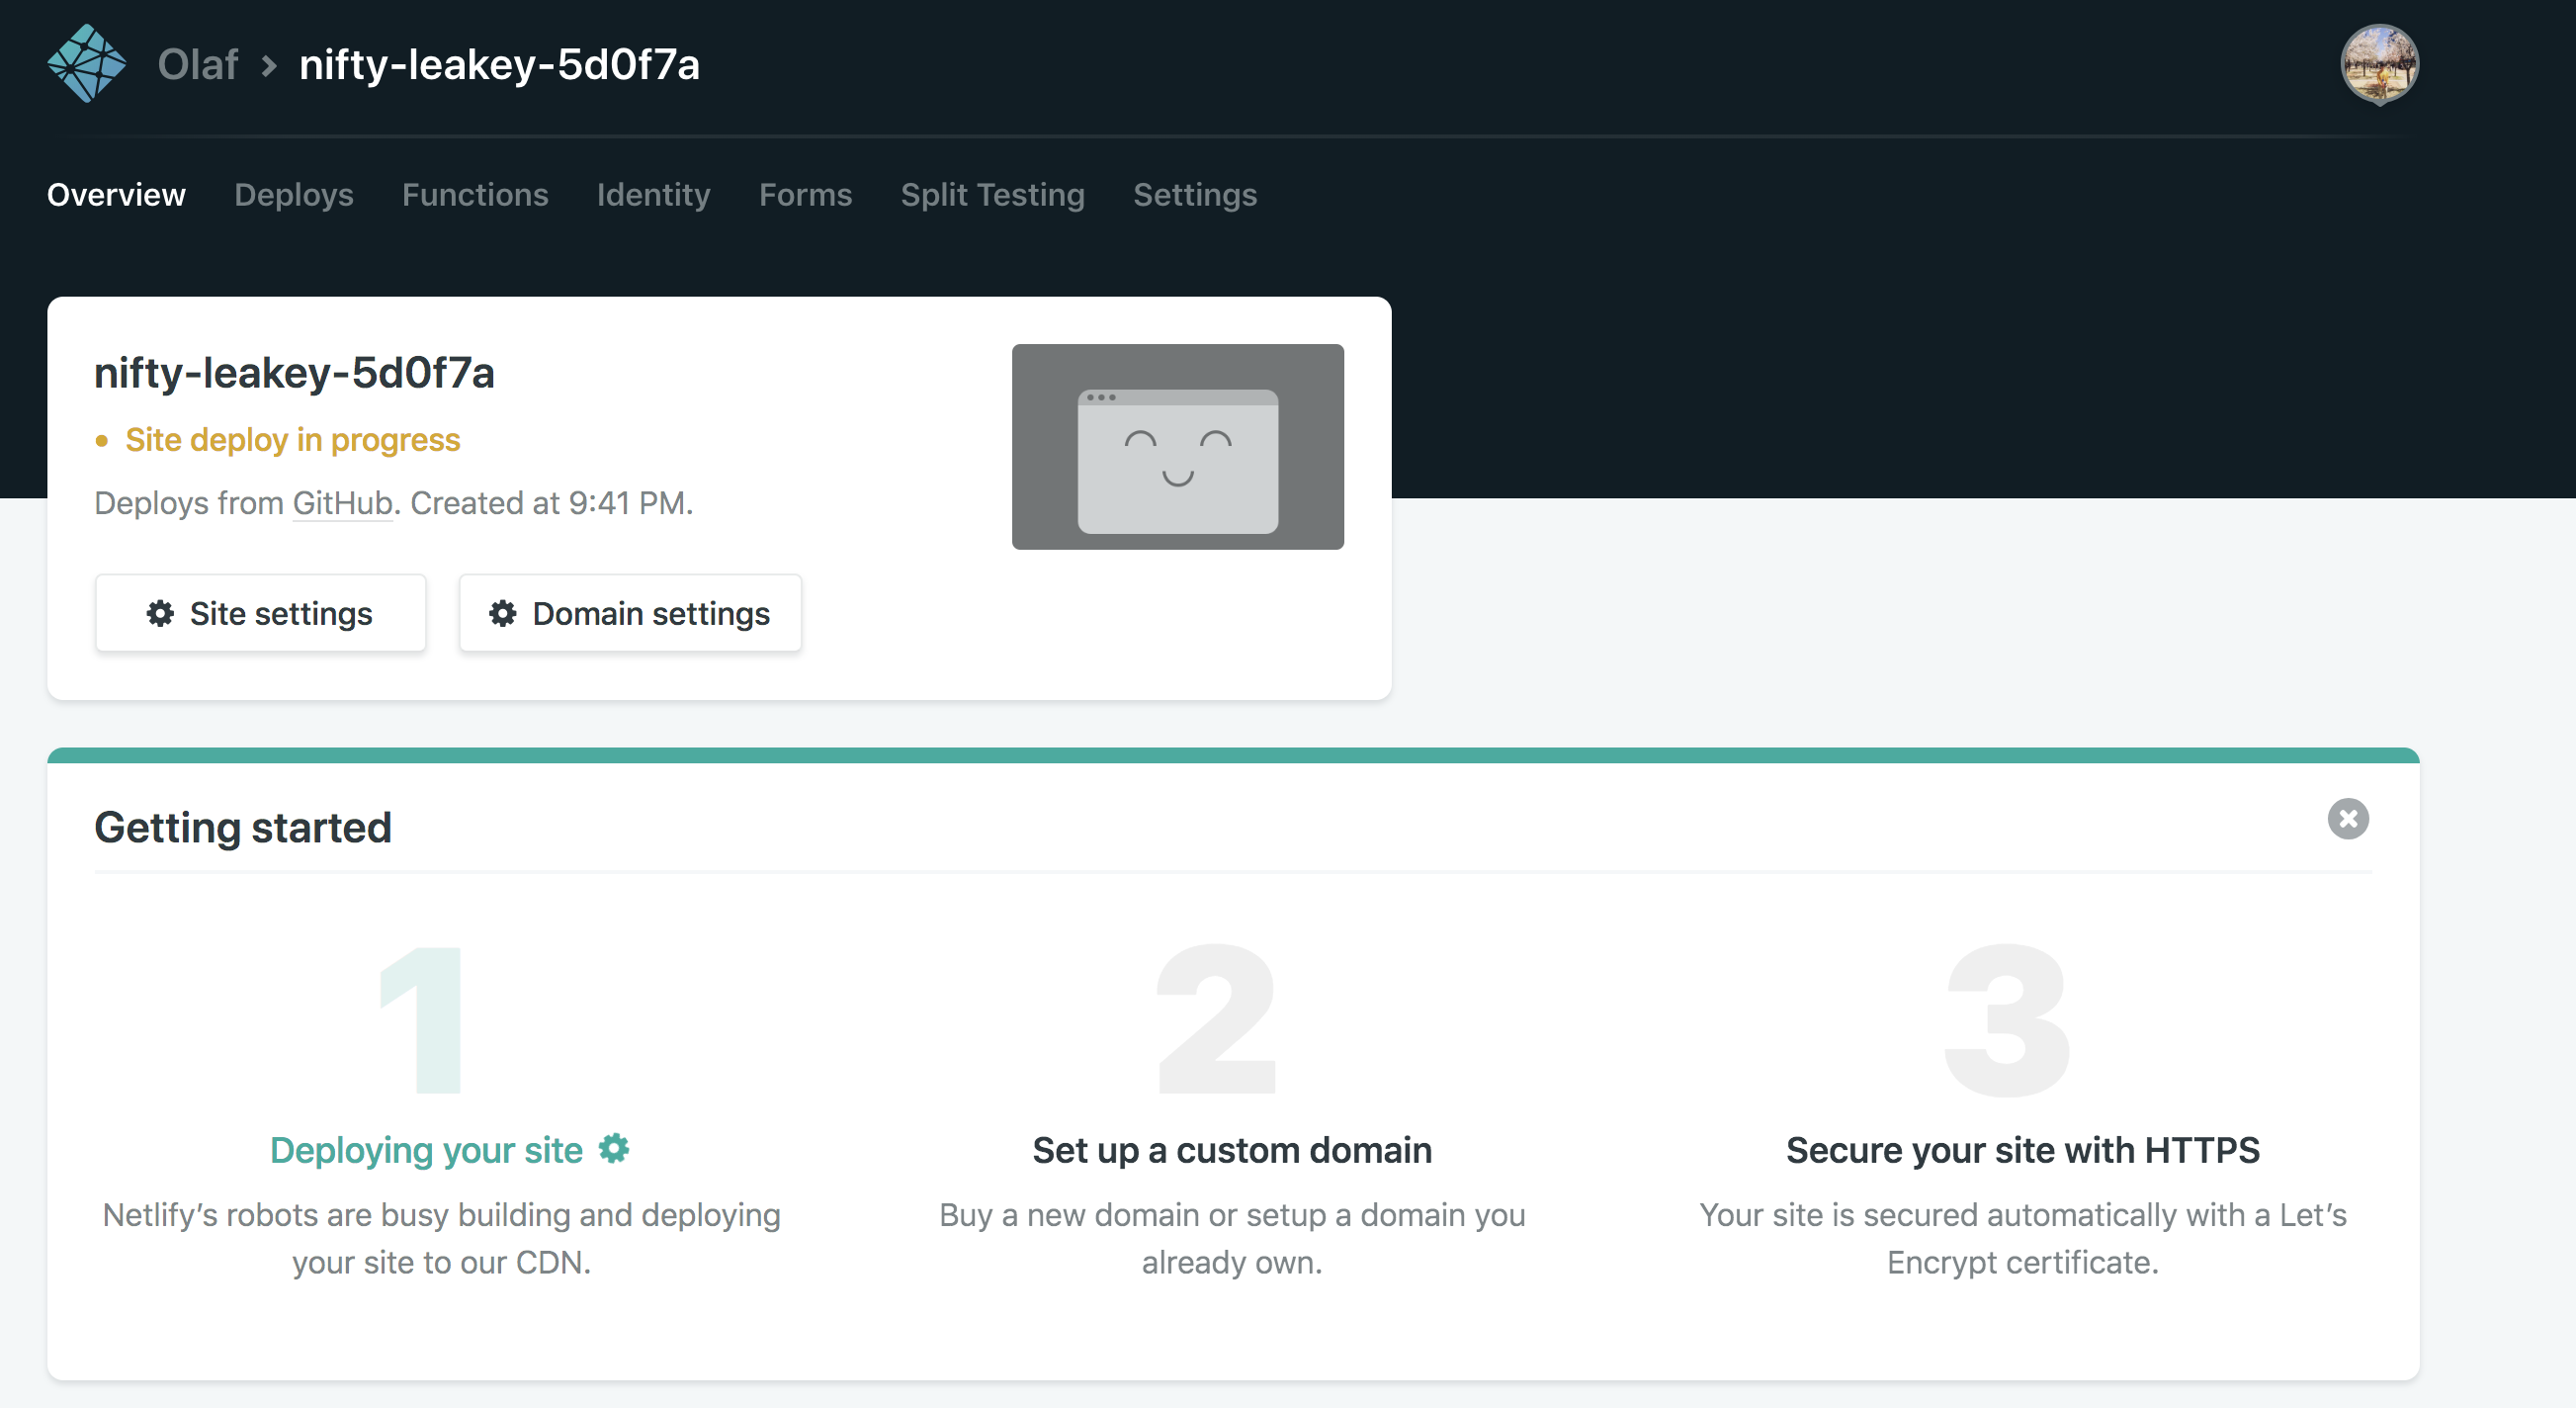 Olaf > nifty-leakey-5d0f7a
Overview Deploys Functions Identity Forms Split Testing Settings
nifty-leakey-5d0f7a
• Site deploy in progress
Deploys from GitHub. Created at 9:41 PM.
Site settings Domain settings
Getting started
1
Deploying your site
Netlify’s robots are busy building and deploying
your site to our CDN.
2
Set up a custom domain
Buy a new domain or setup a domain you
already own.
3
Secure your site with HTTPS
Your site is secured automatically with a Let’s
Encrypt certificate.